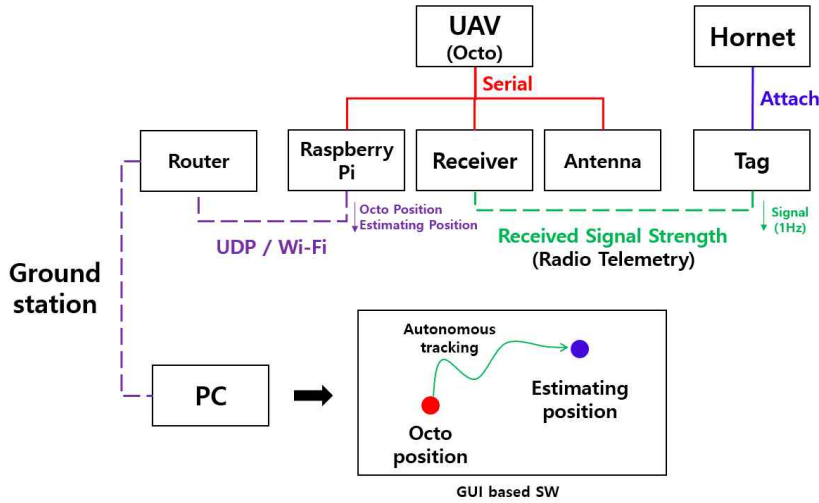 UAV
(Octo)
Hornet
Serial
Attach
Router
Raspberry
Pi
Receiver
Antenna
Tag
Octo Position
Estimating Position
Signal
(1Hz)
UDP / Wi-Fi
Received Signal Strength
(Radio Telemetry)
Ground
station
Autonomous
tracking
PC
Estimating
position
Octo
position
GUI based SW